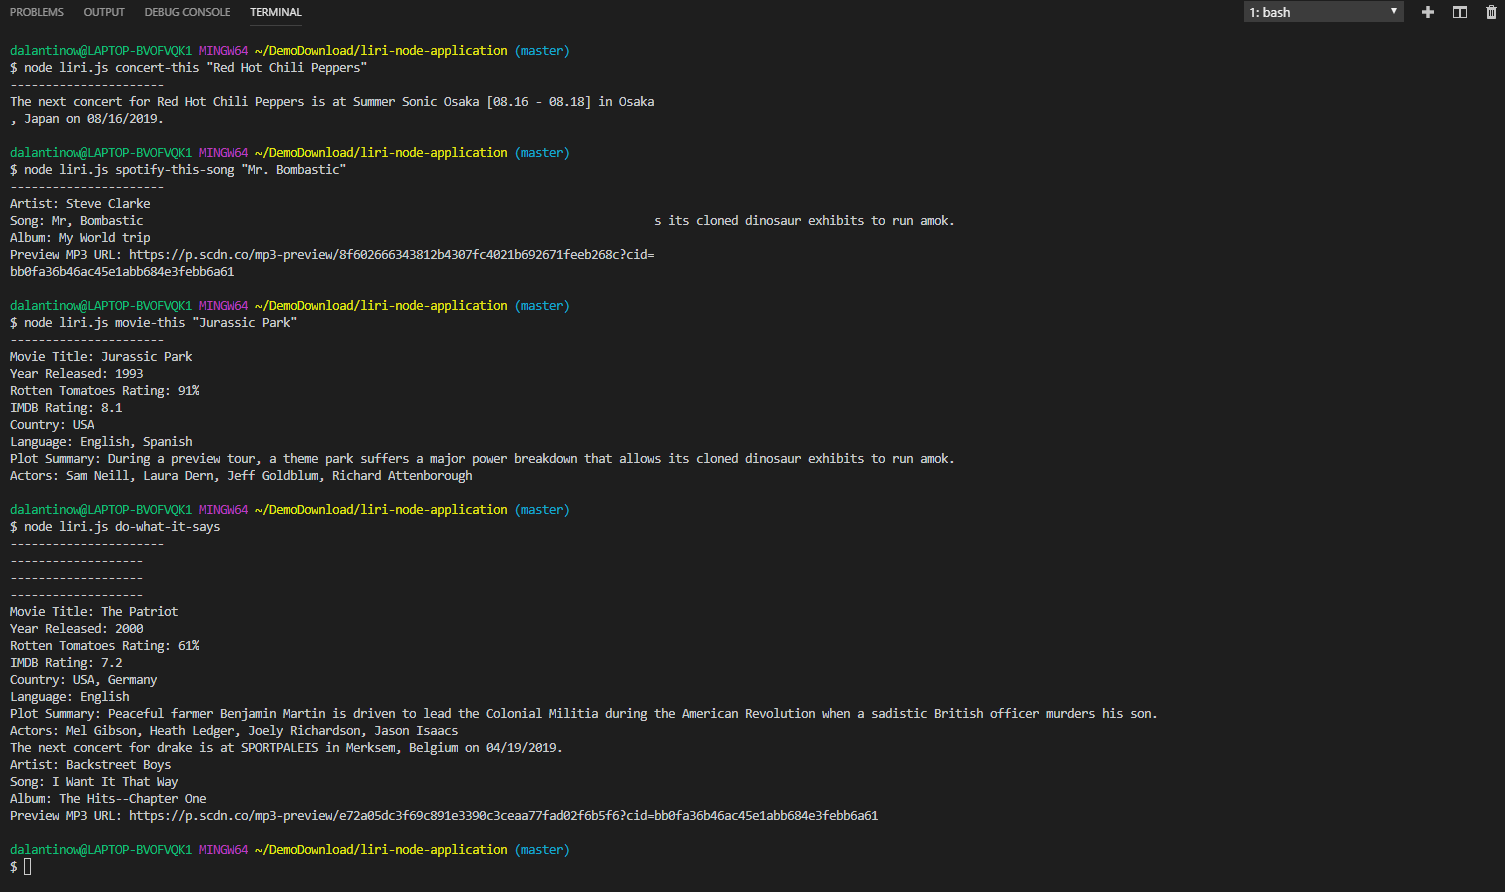 PROBLEMS OUTPUT DEBUG CONSOLE TERMINAL 1: bash
dalantinow@LAPTOP-BVOFVQK1 MINGW64 ~/DemoDownload/liri-node-application (master)
$ node liri.js concert-this "Red Hot Chili Peppers"
----------------------
The next concert for Red Hot Chili Peppers is at Summer Sonic Osaka [08.16 - 08.18] in Osaka
, Japan on 08/16/2019.
dalantinow@LAPTOP-BVOFVQK1 MINGW64 ~/DemoDownload/liri-node-application (master)
$ node liri.js spotify-this-song "Mr. Bombastic"
----------------------
Artist: Steve Clarke
Song: Mr, Bombastic s its cloned dinosaur exhibits to run amok.
Album: My World trip
Preview MP3 URL: https://p.scdn.co/mp3-preview/8f602666343812b4307fc4021b692671feeb268c?cid=
bb0fa36b46ac45e1abb684e3febb6a61
dalantinow@LAPTOP-BVOFVQK1 MINGW64 ~/DemoDownload/liri-node-application (master)
$ node liri.js movie-this "Jurassic Park"
----------------------
Movie Title: Jurassic Park
Year Released: 1993
Rotten Tomatoes Rating: 91%
IMDB Rating: 8.1
Country: USA
Language: English, Spanish
Plot Summary: During a preview tour, a theme park suffers a major power breakdown that allows its cloned dinosaur exhibits to run amok.
Actors: Sam Neill, Laura Dern, Jeff Goldblum, Richard Attenborough
dalantinow@LAPTOP-BVOFVQK1 MINGW64 ~/DemoDownload/liri-node-application (master)
$ node liri.js do-what-it-says
----------------------
-------------------
-------------------
-------------------
Movie Title: The Patriot
Year Released: 2000
Rotten Tomatoes Rating: 61%
IMDB Rating: 7.2
Country: USA, Germany
Language: English
Plot Summary: Peaceful farmer Benjamin Martin is driven to lead the Colonial Militia during the American Revolution when a sadistic British officer murders his son.
Actors: Mel Gibson, Heath Ledger, Joely Richardson, Jason Isaacs
The next concert for drake is at SPORTPALEIS in Merksem, Belgium on 04/19/2019.
Artist: Backstreet Boys
Song: I Want It That Way
Album: The Hits--Chapter One
Preview MP3 URL: https://p.scdn.co/mp3-preview/e72a05dc3f69c891e3390c3ceaa77fad02f6b5f6?cid=bb0fa36b46ac45e1abb684e3febb6a61
dalantinow@LAPTOP-BVOFVQK1 MINGW64 ~/DemoDownload/liri-node-application (master)
$